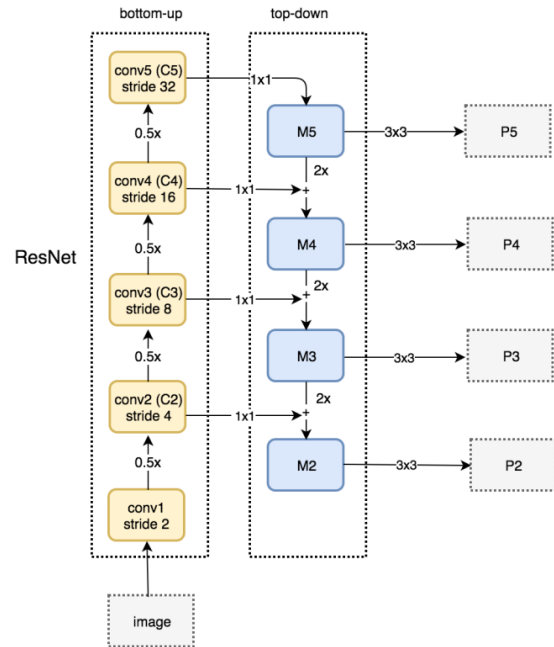 bottom-up
top-down
conv5 (C5)
stride 32
1x1
M5
3x3
P5
0.5x
2x
conv4 (C4)
stride 16
1x1
+
M4
3x3
P4
ResNet
0.5x
2x
conv3 (C3)
stride 8
1x1
+
M3
3x3
P3
0.5x
2x
conv2 (C2)
stride 4
1x1
+
M2
3x3
P2
0.5x
conv1
stride 2
image